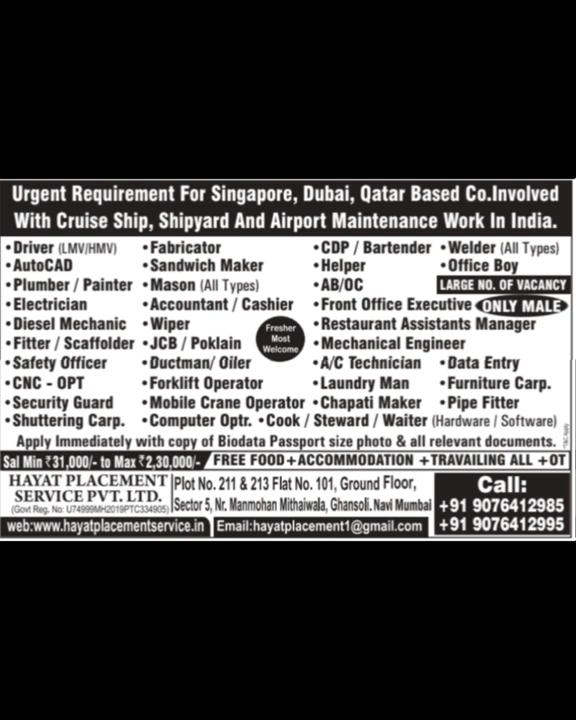 Urgent Requirement For Singapore, Dubai, Qatar Based Co.Involved
With Cruise Ship, Shipyard And Airport Maintenance Work In India.
•Driver (LMV/HMV) •Fabricator •CDP / Bartender •Welder (All Types)
•AutoCAD •Sandwich Maker •Helper •Office Boy
•Plumber / Painter •Mason (All Types) •AB/OC LARGE NO. OF VACANCY
•Electrician •Accountant / Cashier •Front Office Executive ONLY MALE
•Diesel Mechanic •Wiper Fresher Most Welcome •Restaurant Assistants Manager
•Fitter / Scaffolder •JCB / Poklain •Mechanical Engineer
•Safety Officer •Ductman/ Oiler •A/C Technician •Data Entry
•CNC - OPT •Forklift Operator •Laundry Man •Furniture Carp.
•Security Guard •Mobile Crane Operator •Chapati Maker •Pipe Fitter
•Shuttering Carp. •Computer Optr. •Cook / Steward / Waiter (Hardware / Software)
Apply Immediately with copy of Biodata Passport size photo & all relevant documents. *T&C Apply
Sal Min ₹31,000/- to Max ₹2,30,000/- FREE FOOD+ACCOMMODATION +TRAVAILING ALL +OT
HAYAT PLACEMENT
SERVICE PVT. LTD.
(Govt Reg. No: U74999MH2019PTC334905)
Plot No. 211 & 213 Flat No. 101, Ground Floor,
Sector 5, Nr. Manmohan Mithaiwala, Ghansoli. Navi Mumbai
Call:
+91 9076412985
+91 9076412995
web:www.hayatplacementservice.in Email:hayatplacement1@gmail.com